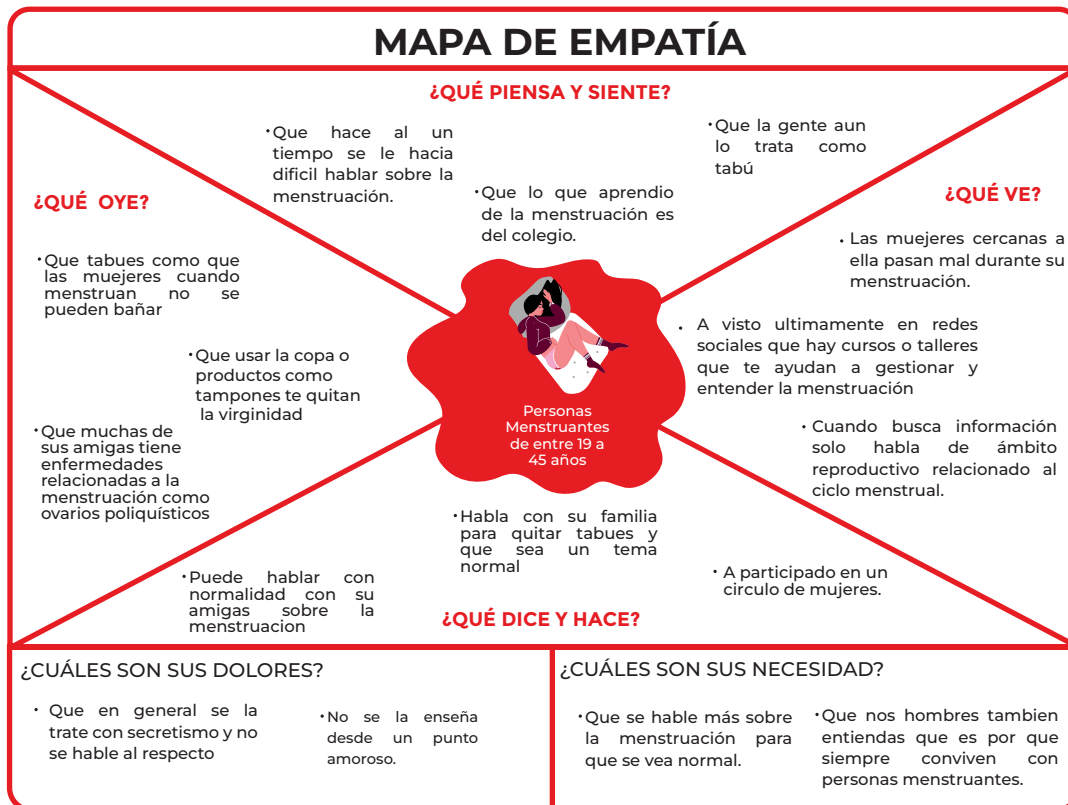 MAPA DE EMPATÍA
¿QUÉ PIENSA Y SIENTE?
·Que hace al un
tiempo se le hacia
dificil hablar sobre la
menstruación.
·Que lo que aprendio
de la menstruación es
del colegio.
·Que la gente aun
lo trata como
tabú
¿QUÉ OYE?
·Que tabues como que
las muejeres cuando
menstruan no se
pueden bañar
·Que usar la copa o
productos como
tampones te quitan
la virginidad
·Que muchas de
sus amigas tiene
enfermedades
relacionadas a la
menstruación como
ovarios poliquísticos
Personas
Menstruantes
de entre 19 a
45 años
¿QUÉ VE?
· Las muejeres cercanas a
ella pasan mal durante su
menstruación.
· A visto ultimamente en redes
sociales que hay cursos o talleres
que te ayudan a gestionar y
entender la menstruación
· Cuando busca información
solo habla de ámbito
reproductivo relacionado al
ciclo menstrual.
·Habla con su familia
para quitar tabues y
que sea un tema
normal
·Puede hablar con
normalidad con su
amigas sobre la
menstruacion
· A participado en un
circulo de mujeres.
¿QUÉ DICE Y HACE?
¿CUÁLES SON SUS DOLORES?
· Que en general se la
trate con secretismo y no
se hable al respecto
·No se la enseña
desde un punto
amoroso.
¿CUÁLES SON SUS NECESIDAD?
·Que se hable más sobre
la menstruación para
que se vea normal.
·Que nos hombres tambien
entiendas que es por que
siempre conviven con
personas menstruantes.